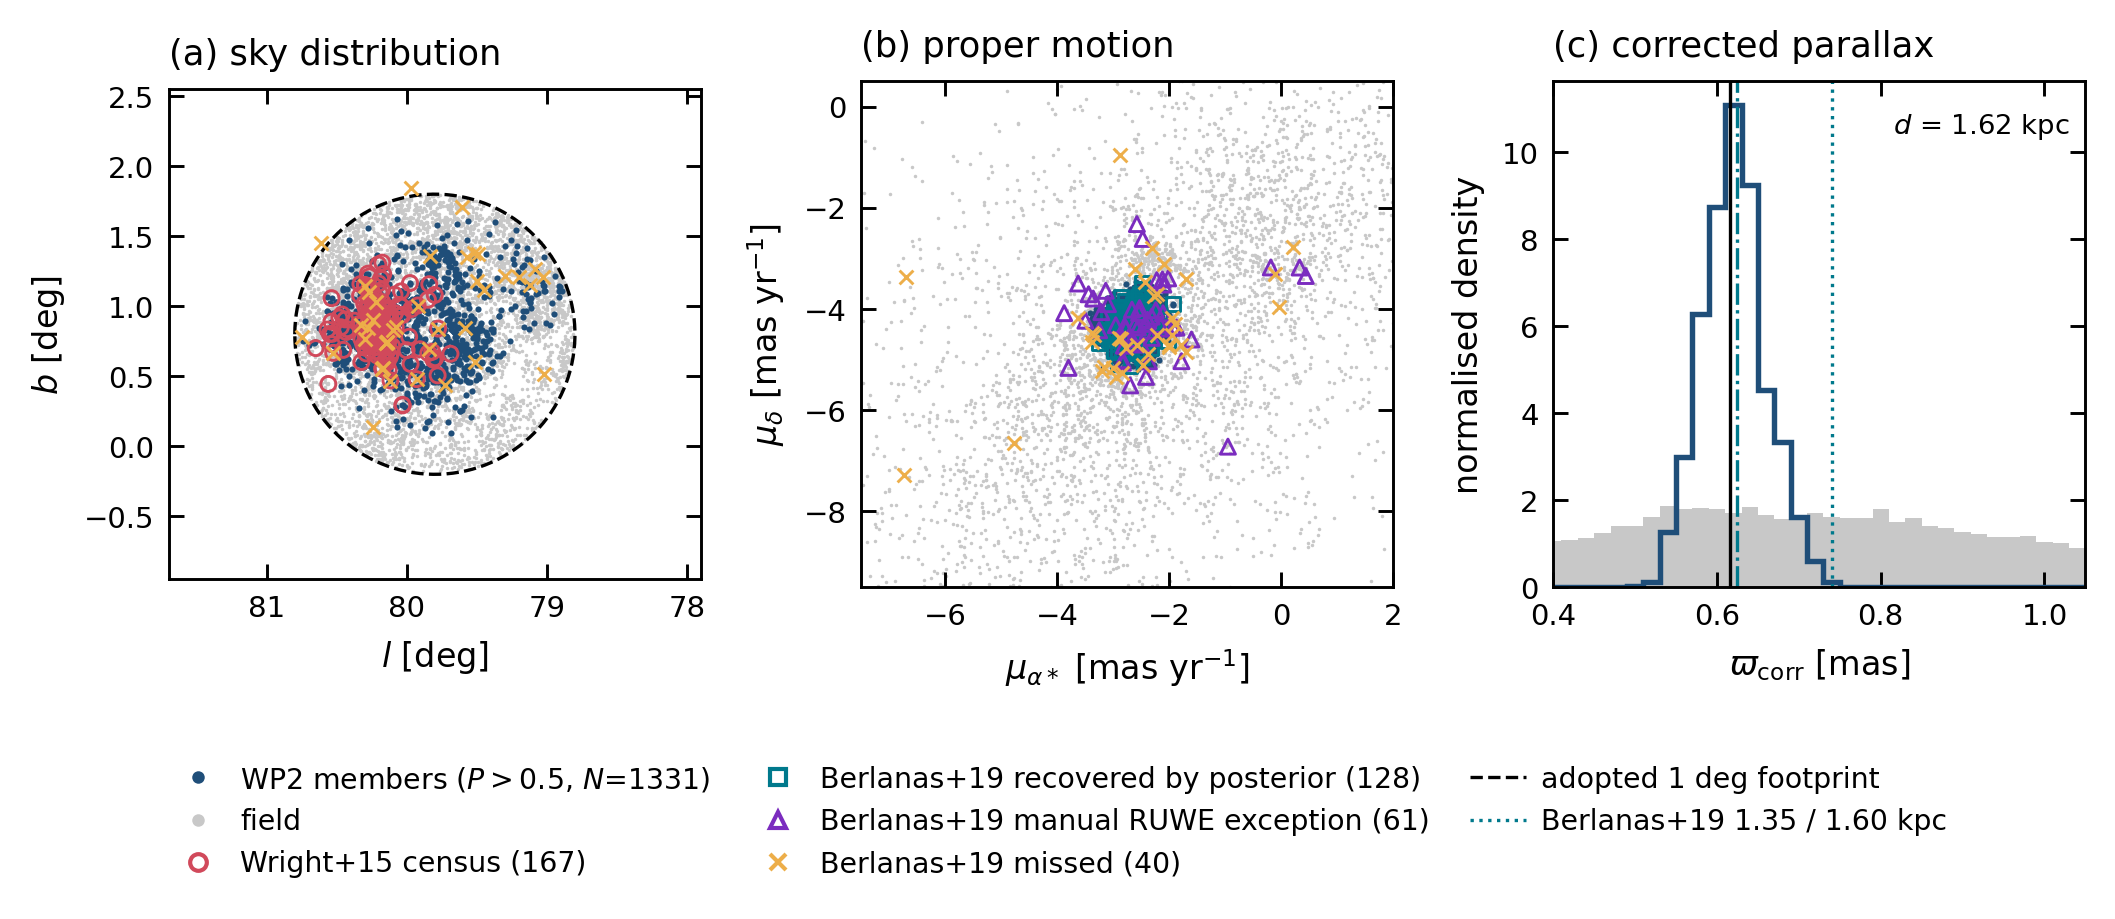 (a) sky distribution
(b) proper motion
(c) corrected parallax
2.5
2.0
1.5
1.0
0.5
0.0
−0.5
b [deg]
81
80
79
78
l [deg]
0
−2
−4
−6
−8
μδ [mas yr⁻¹]
−6
−4
−2
0
2
μα* [mas yr⁻¹]
d = 1.62 kpc
10
8
6
4
2
0
normalised density
0.4
0.6
0.8
1.0
ϖcorr [mas]
WP2 members (P > 0.5, N=1331)
field
Wright+15 census (167)
Berlanas+19 recovered by posterior (128)
Berlanas+19 manual RUWE exception (61)
Berlanas+19 missed (40)
adopted 1 deg footprint
Berlanas+19 1.35 / 1.60 kpc